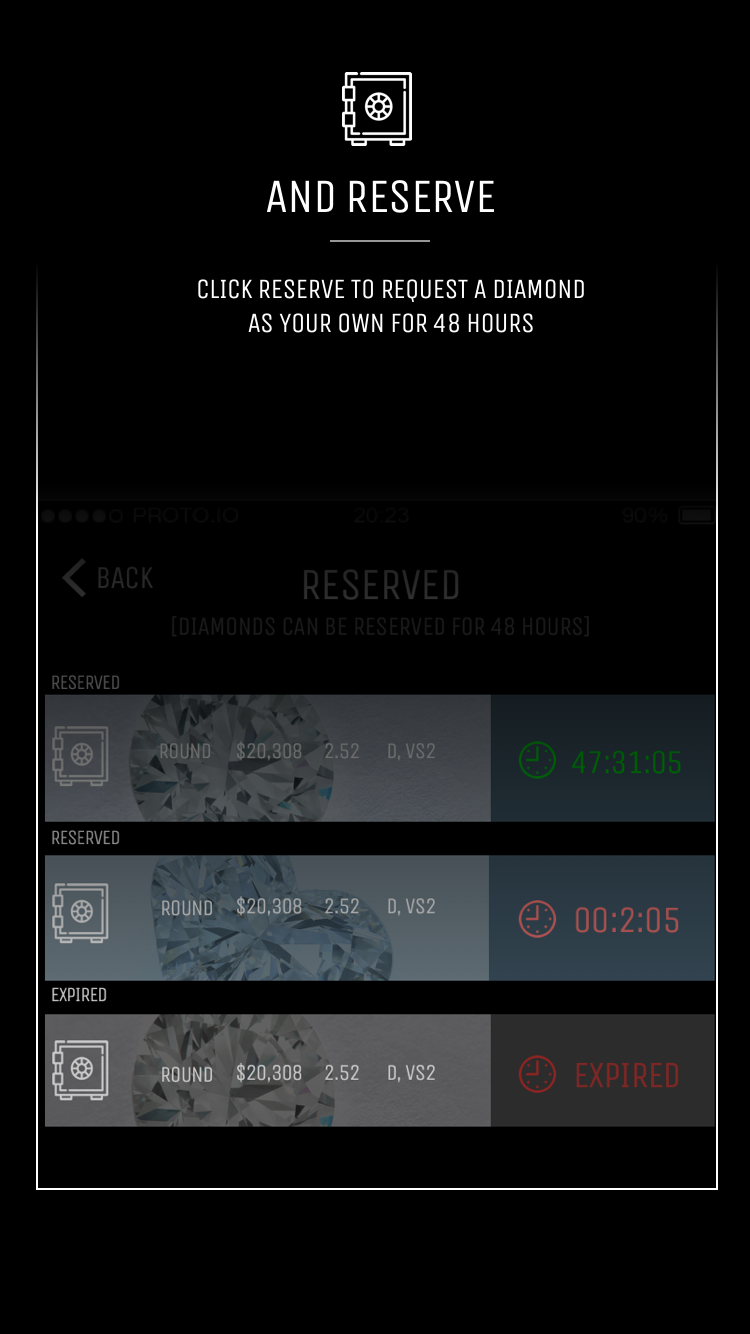 AND RESERVE
CLICK RESERVE TO REQUEST A DIAMOND
AS YOUR OWN FOR 48 HOURS
PROTO.IO 20:23 90%
BACK
RESERVED
[DIAMONDS CAN BE RESERVED FOR 48 HOURS]
RESERVED
ROUND $20,308 2.52 D, VS2 47:31:05
RESERVED
ROUND $20,308 2.52 D, VS2 00:2:05
EXPIRED
ROUND $20,308 2.52 D, VS2 EXPIRED